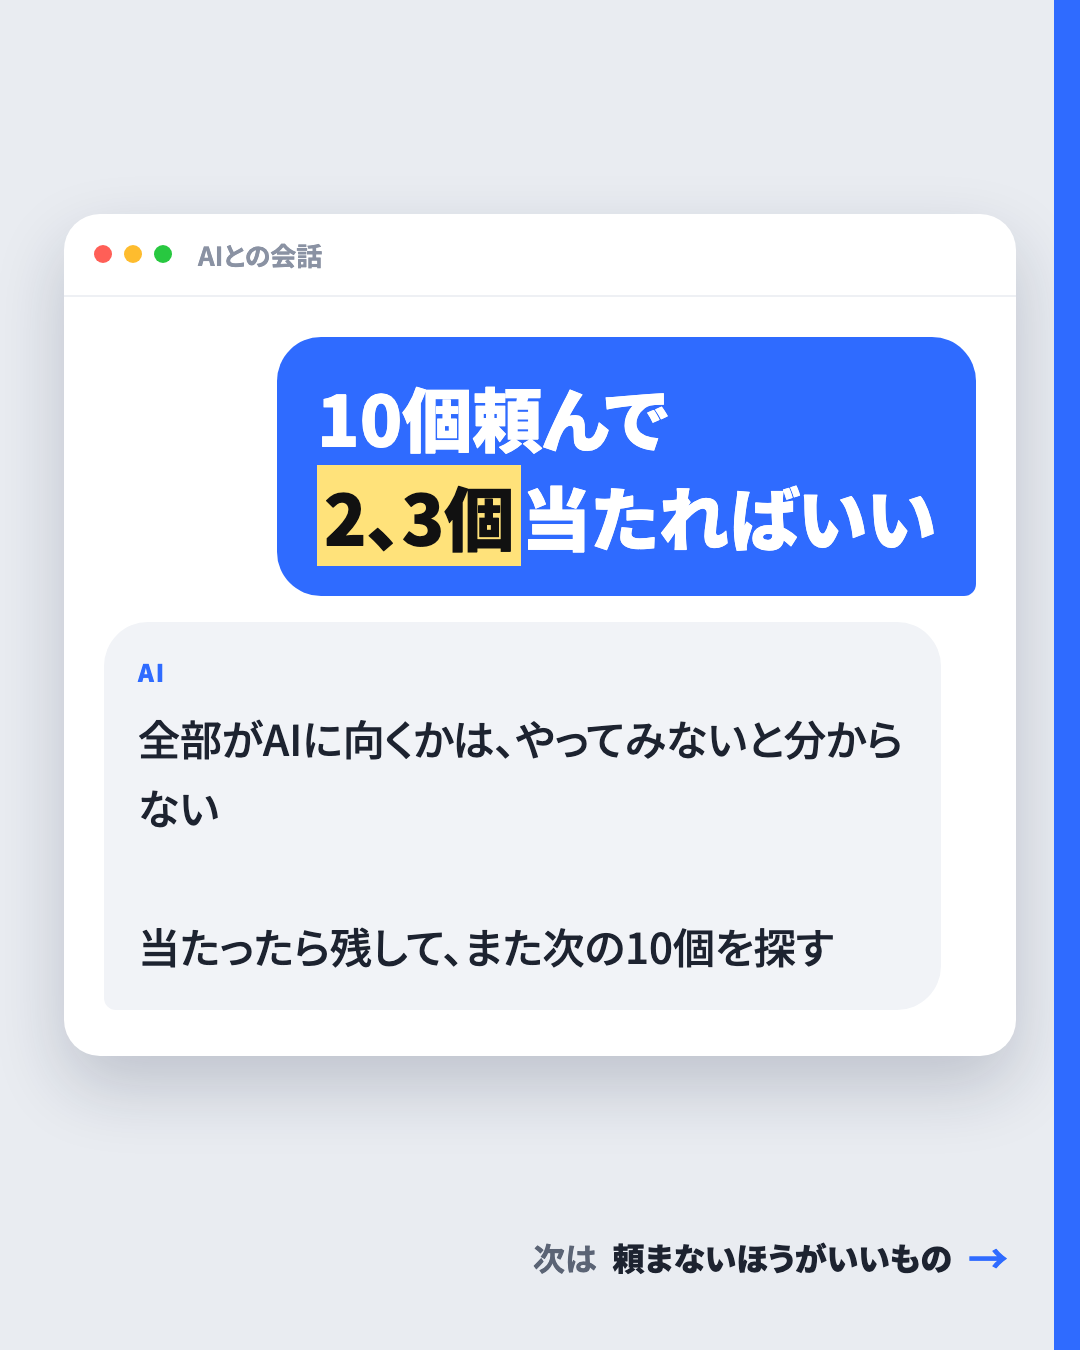 AIとの会話
10個頼んで
2、3個当たればいい
AI
全部がAIに向くかは、やってみないと分から
ない
当たったら残して、また次の10個を探す
次は 頼まないほうがいいもの →